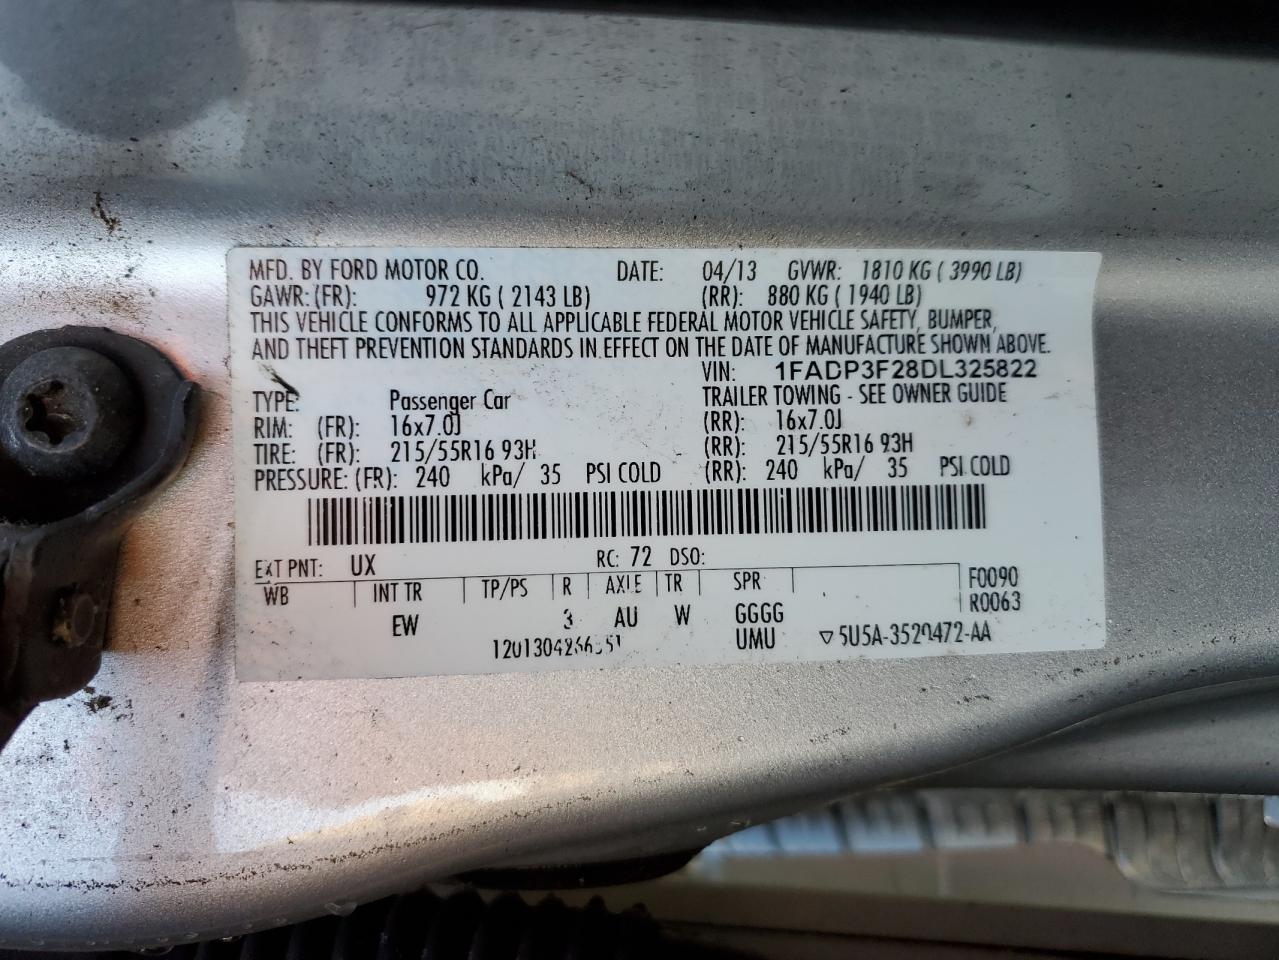 MFD. BY FORD MOTOR CO. DATE: 04/13 GVWR: 1810 KG ( 3990 LB)
GAWR: (FR): 972 KG ( 2143 LB) (RR): 880 KG ( 1940 LB)
THIS VEHICLE CONFORMS TO ALL APPLICABLE FEDERAL MOTOR VEHICLE SAFETY, BUMPER,
AND THEFT PREVENTION STANDARDS IN EFFECT ON THE DATE OF MANUFACTURE SHOWN ABOVE.
VIN: 1FADP3F28DL325822
TYPE: Passenger Car TRAILER TOWING - SEE OWNER GUIDE
RIM: (FR): 16x7.0J (RR): 16x7.0J
TIRE: (FR): 215/55R16 93H (RR): 215/55R16 93H
PRESSURE: (FR): 240 kPa/ 35 PSI COLD (RR): 240 kPa/ 35 PSI COLD
EXT PNT: UX RC: 72 DSO:
WB INT TR TP/PS R AXLE TR SPR F0090
R0063
EW 3 AU W GGGG
UMU ▽5U5A-3520472-AA